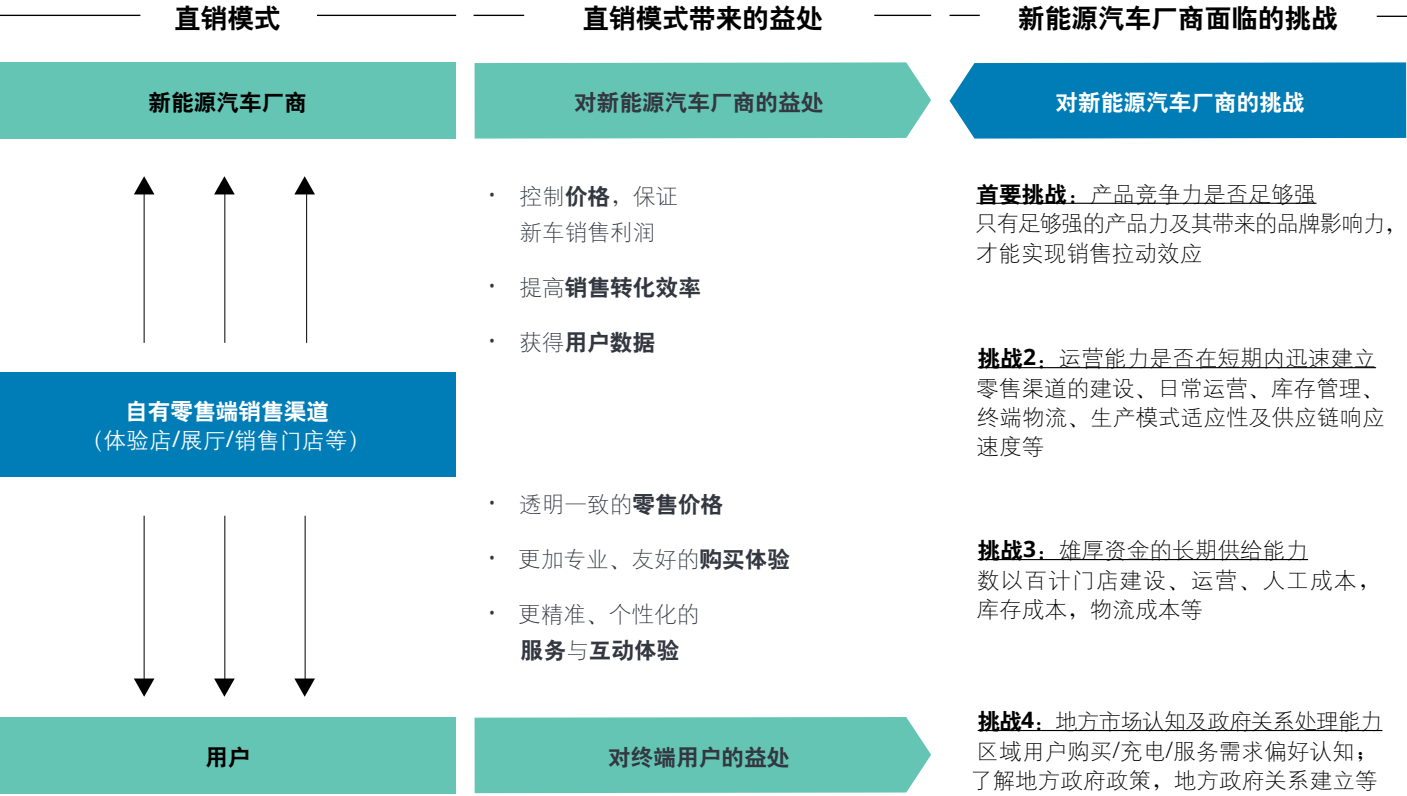 直销模式
新能源汽车厂商
自有零售端销售渠道
（体验店/展厅/销售门店等）
用户
直销模式带来的益处
对新能源汽车厂商的益处
· 控制价格，保证
新车销售利润
· 提高销售转化效率
· 获得用户数据
· 透明一致的零售价格
· 更加专业、友好的购买体验
· 更精准、个性化的
服务与互动体验
对终端用户的益处
新能源汽车厂商面临的挑战
对新能源汽车厂商的挑战
首要挑战：产品竞争力是否足够强
只有足够强的产品力及其带来的品牌影响力，
才能实现销售拉动效应
挑战2：运营能力是否在短期内迅速建立
零售渠道的建设、日常运营、库存管理、
终端物流、生产模式适应性及供应链响应
速度等
挑战3：雄厚资金的长期供给能力
数以百计门店建设、运营、人工成本，
库存成本，物流成本等
挑战4：地方市场认知及政府关系处理能力
区域用户购买/充电/服务需求偏好认知；
了解地方政府政策，地方政府关系建立等